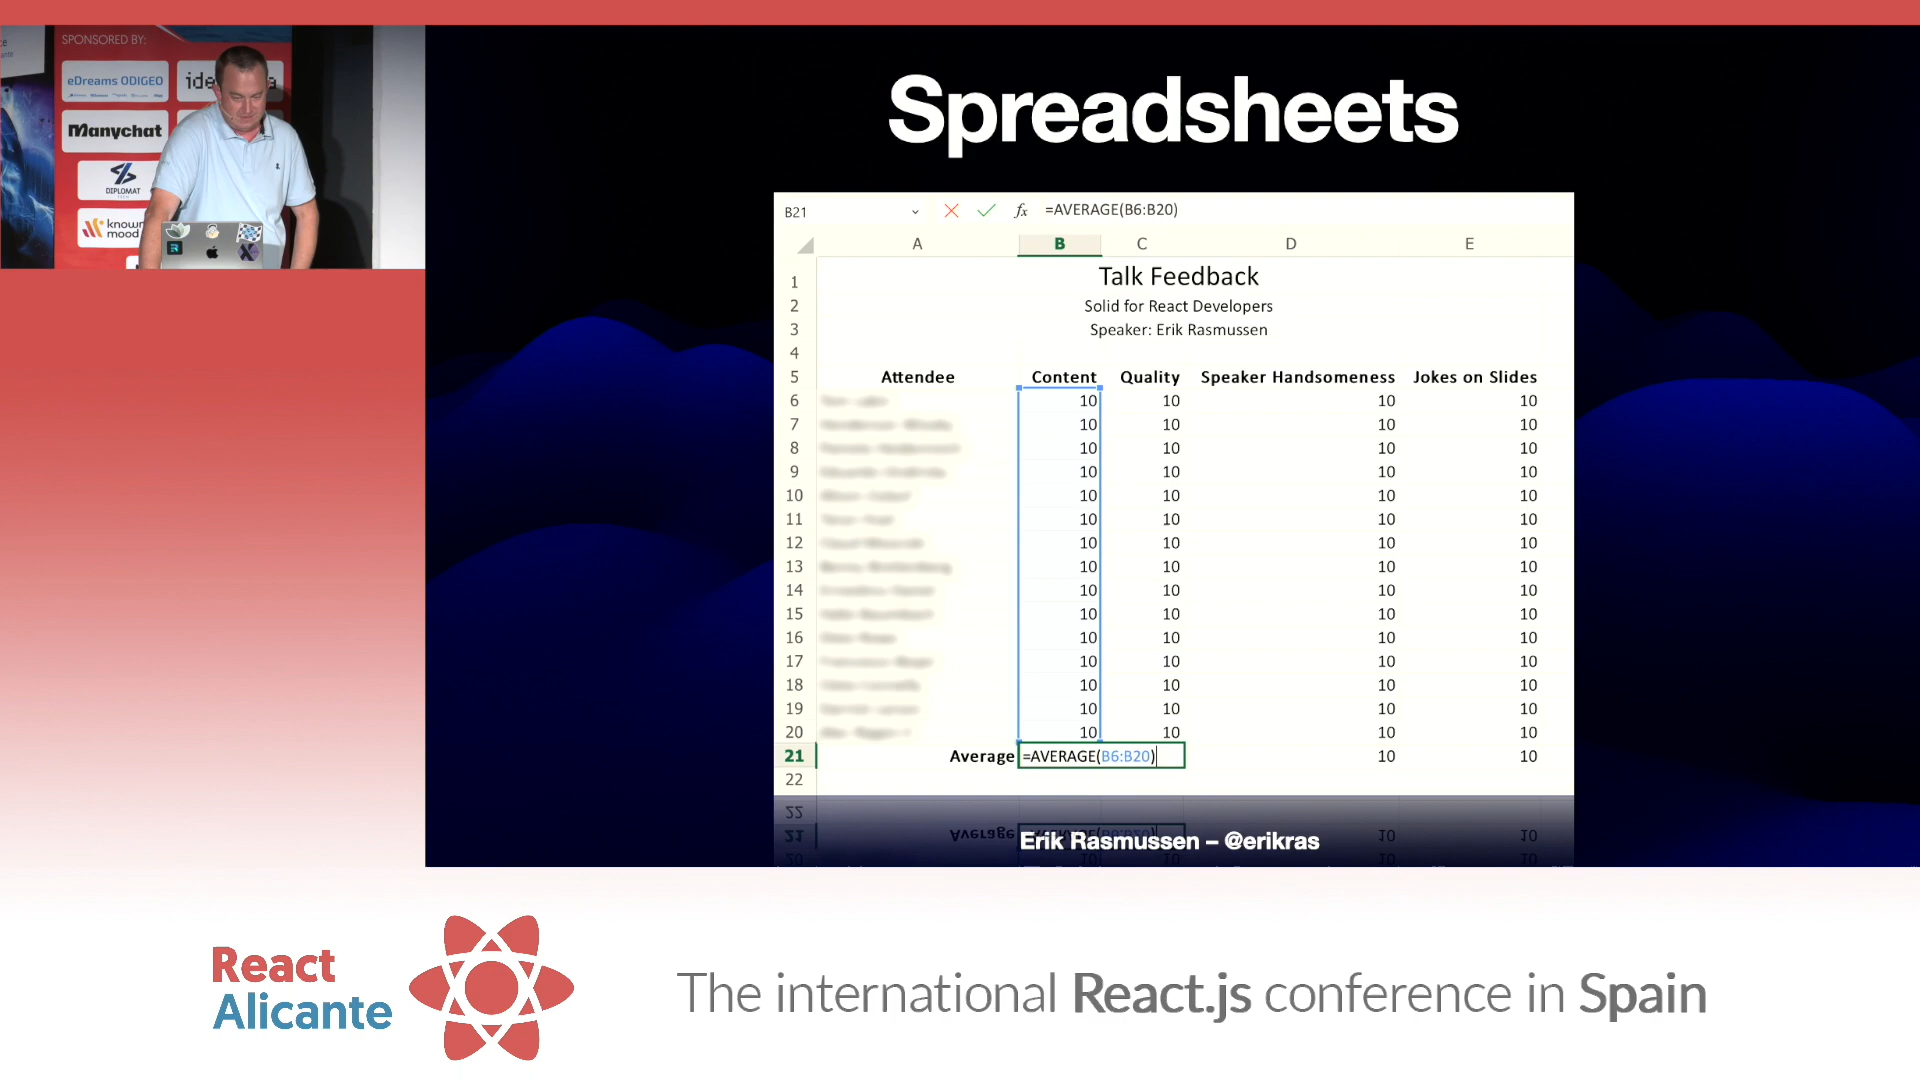 SPONSORED BY:
eDreams ODIGEO
Manychat
DIPLOMAT
known
mood
Spreadsheets
B21 fx =AVERAGE(B6:B20)
A B C D E
1 Talk Feedback
2 Solid for React Developers
3 Speaker: Erik Rasmussen
4
5 Attendee Content Quality Speaker Handsomeness Jokes on Slides
6 10 10 10 10
7 10 10 10 10
8 10 10 10 10
9 10 10 10 10
10 10 10 10 10
11 10 10 10 10
12 10 10 10 10
13 10 10 10 10
14 10 10 10 10
15 10 10 10 10
16 10 10 10 10
17 10 10 10 10
18 10 10 10 10
19 10 10 10 10
20 10 10 10 10
21 Average =AVERAGE(B6:B20) 10 10
22
Erik Rasmussen – @erikras
React
Alicante
The international React.js conference in Spain